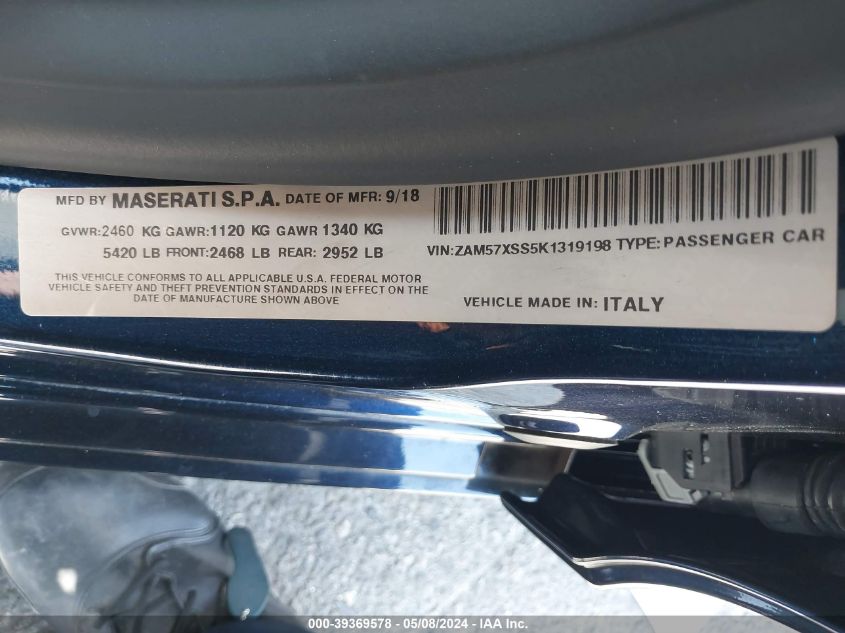 MFD BY MASERATI S.P.A. DATE OF MFR: 9/18
GVWR:2460 KG GAWR:1120 KG GAWR 1340 KG
5420 LB FRONT:2468 LB REAR: 2952 LB
THIS VEHICLE CONFORMS TO ALL APPLICABLE U.S.A. FEDERAL MOTOR
VEHICLE SAFETY AND THEFT PREVENTION STANDARDS IN EFFECT ON THE
DATE OF MANUFACTURE SHOWN ABOVE
VIN:ZAM57XSS5K1319198 TYPE:PASSENGER CAR
VEHICLE MADE IN: ITALY
000-39369578 - 05/08/2024 - IAA Inc.